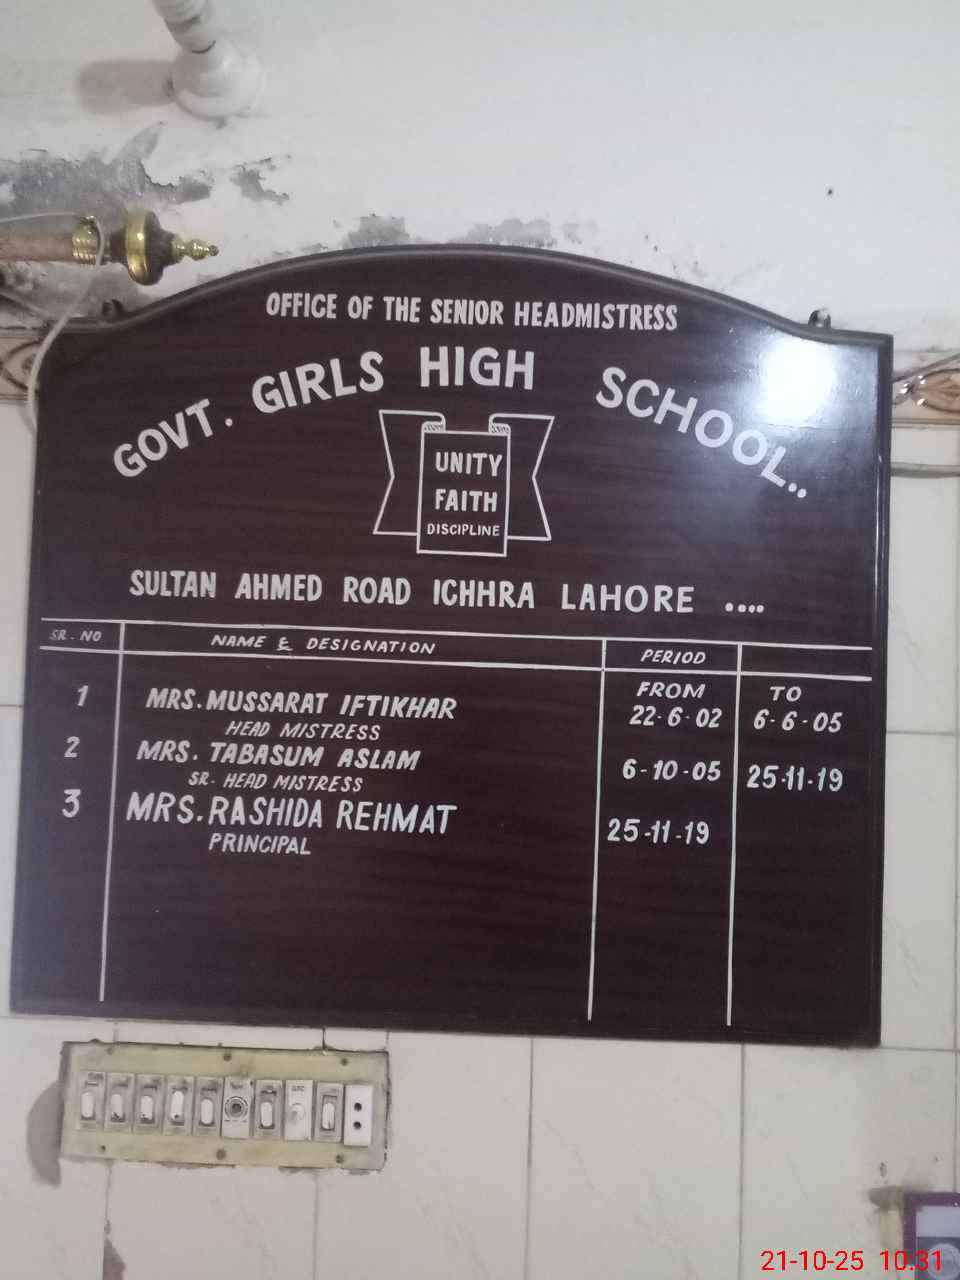 OFFICE OF THE SENIOR HEADMISTRESS
GOVT. GIRLS HIGH SCHOOL..
UNITY
FAITH
DISCIPLINE
SULTAN AHMED ROAD ICHHRA LAHORE ....
SR. NO NAME & DESIGNATION PERIOD
FROM TO
1 MRS. MUSSARAT IFTIKHAR 22-6-02 6-6-05
HEAD MISTRESS
2 MRS. TABASUM ASLAM 6-10-05 25-11-19
SR. HEAD MISTRESS
3 MRS. RASHIDA REHMAT 25-11-19
PRINCIPAL
21-10-25 10:31